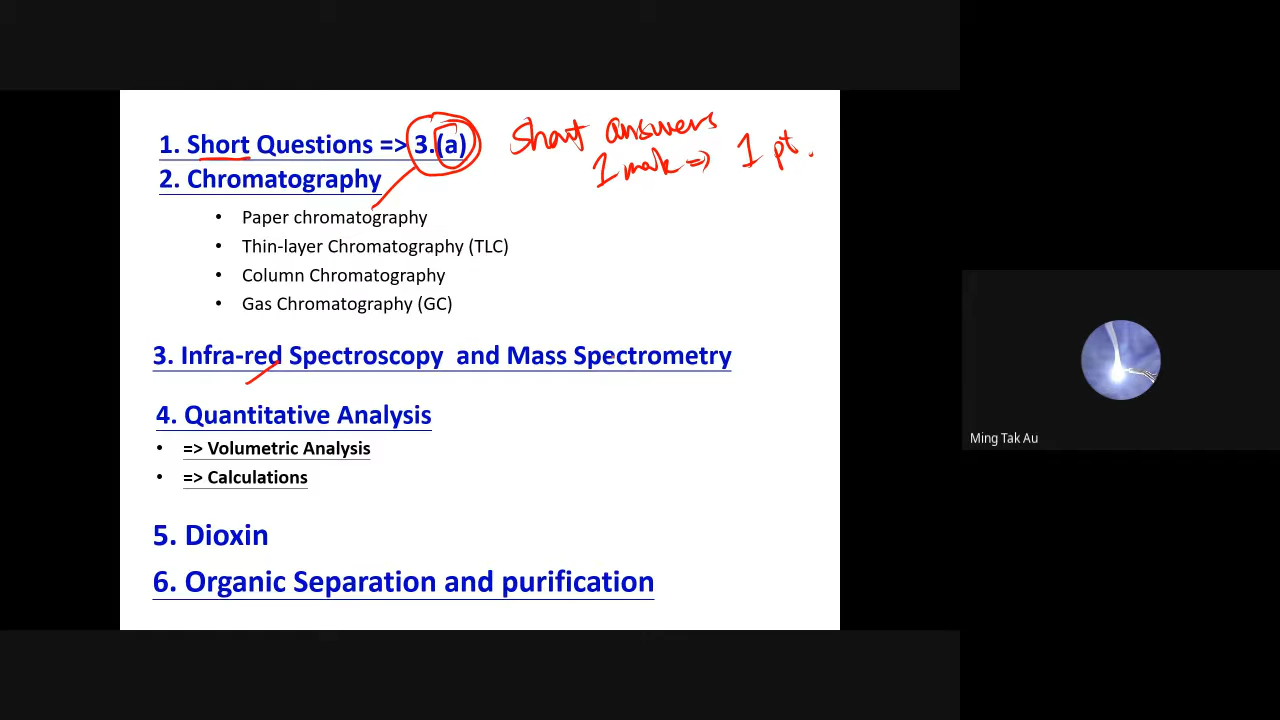 1. Short Questions => 3.(a)
Short answers
1 mark => 1 pt.
2. Chromatography
• Paper chromatography
• Thin-layer Chromatography (TLC)
• Column Chromatography
• Gas Chromatography (GC)
3. Infra-red Spectroscopy and Mass Spectrometry
4. Quantitative Analysis
• => Volumetric Analysis
• => Calculations
5. Dioxin
6. Organic Separation and purification
Ming Tak Au